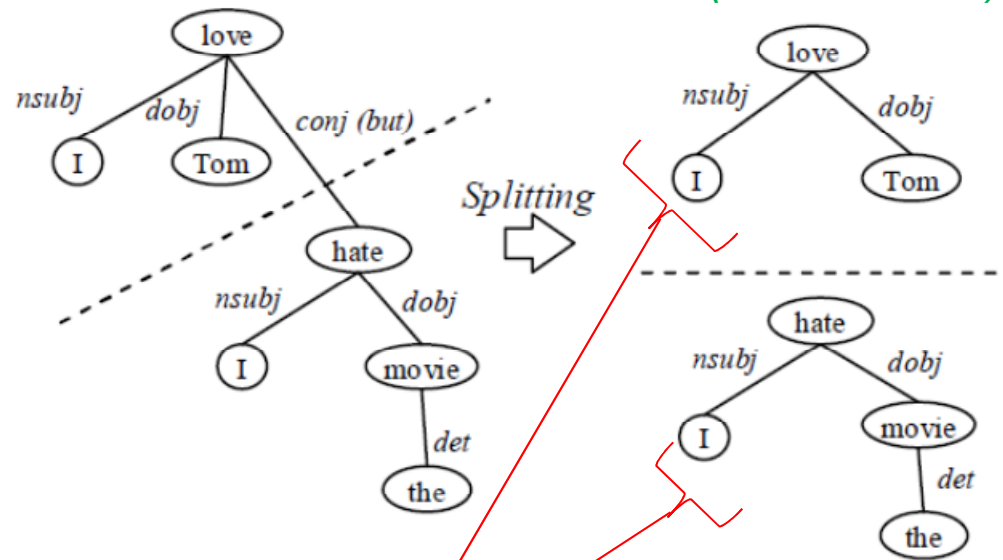 love
nsubj
dobj
conj (but)
I
Tom
hate
nsubj
dobj
I
movie
det
the
Splitting
love
nsubj
dobj
I
Tom
hate
nsubj
dobj
I
movie
det
the